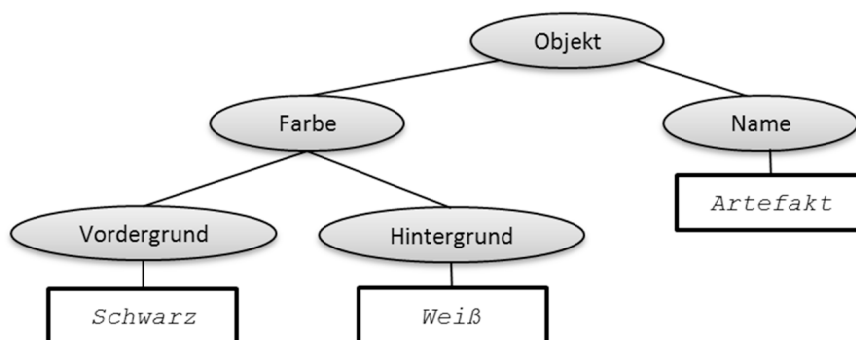 Objekt
Farbe
Name
Artefakt
Vordergrund
Hintergrund
Schwarz
Weiß